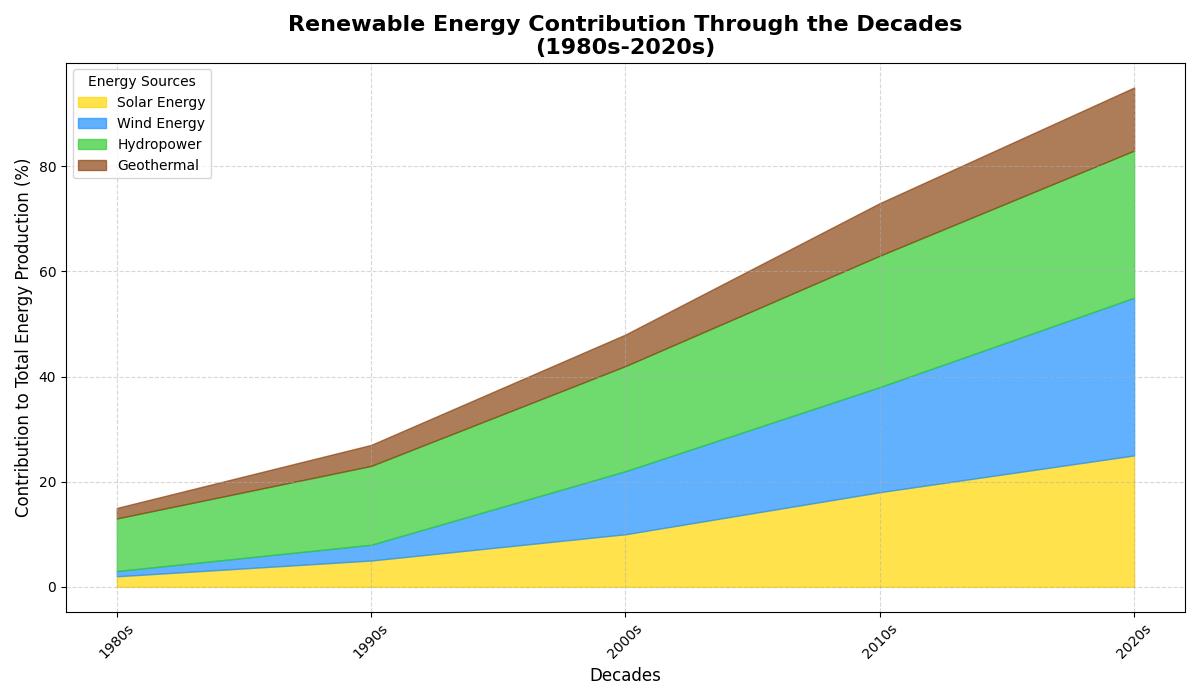 Renewable Energy Contribution Through the Decades
(1980s-2020s)
Energy Sources
Solar Energy
Wind Energy
Hydropower
Geothermal
Contribution to Total Energy Production (%)
80
60
40
20
0
1980s
1990s
2000s
2010s
2020s
Decades